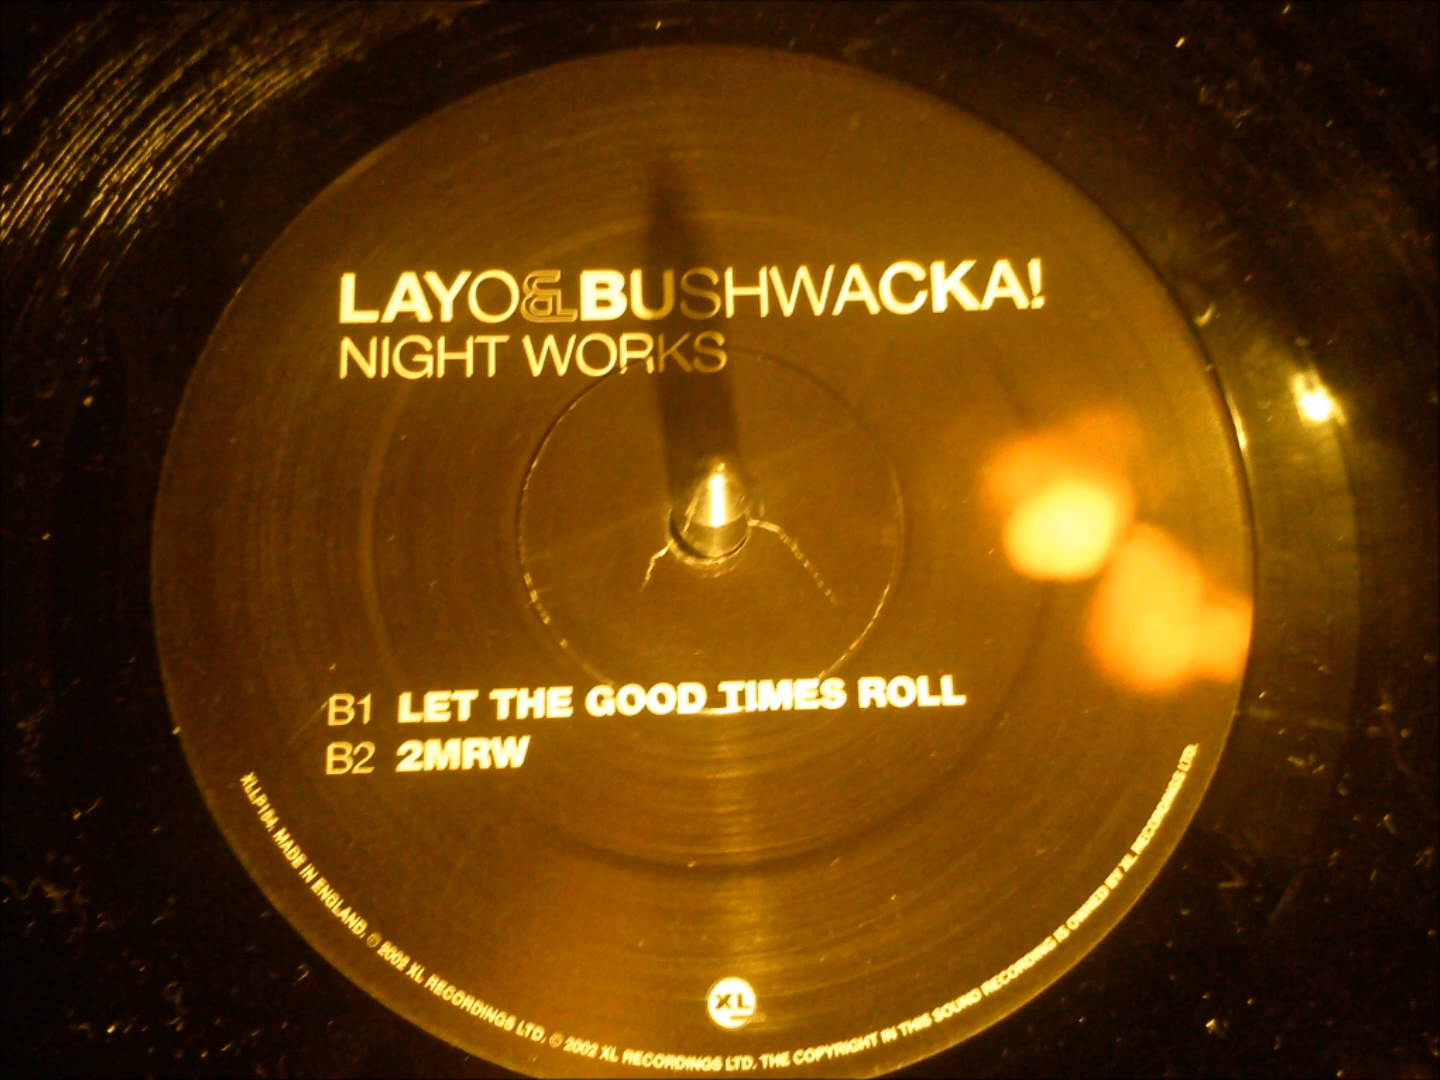 LAYO&BUSHWACKA!
NIGHT WORKS
B1 LET THE GOOD TIMES ROLL
B2 2MRW
XL
XLLP154. MADE IN ENGLAND. ℗ 2002 XL RECORDINGS LTD. © 2002 XL RECORDINGS LTD. THE COPYRIGHT IN THIS SOUND RECORDING IS OWNED BY XL RECORDINGS LTD.